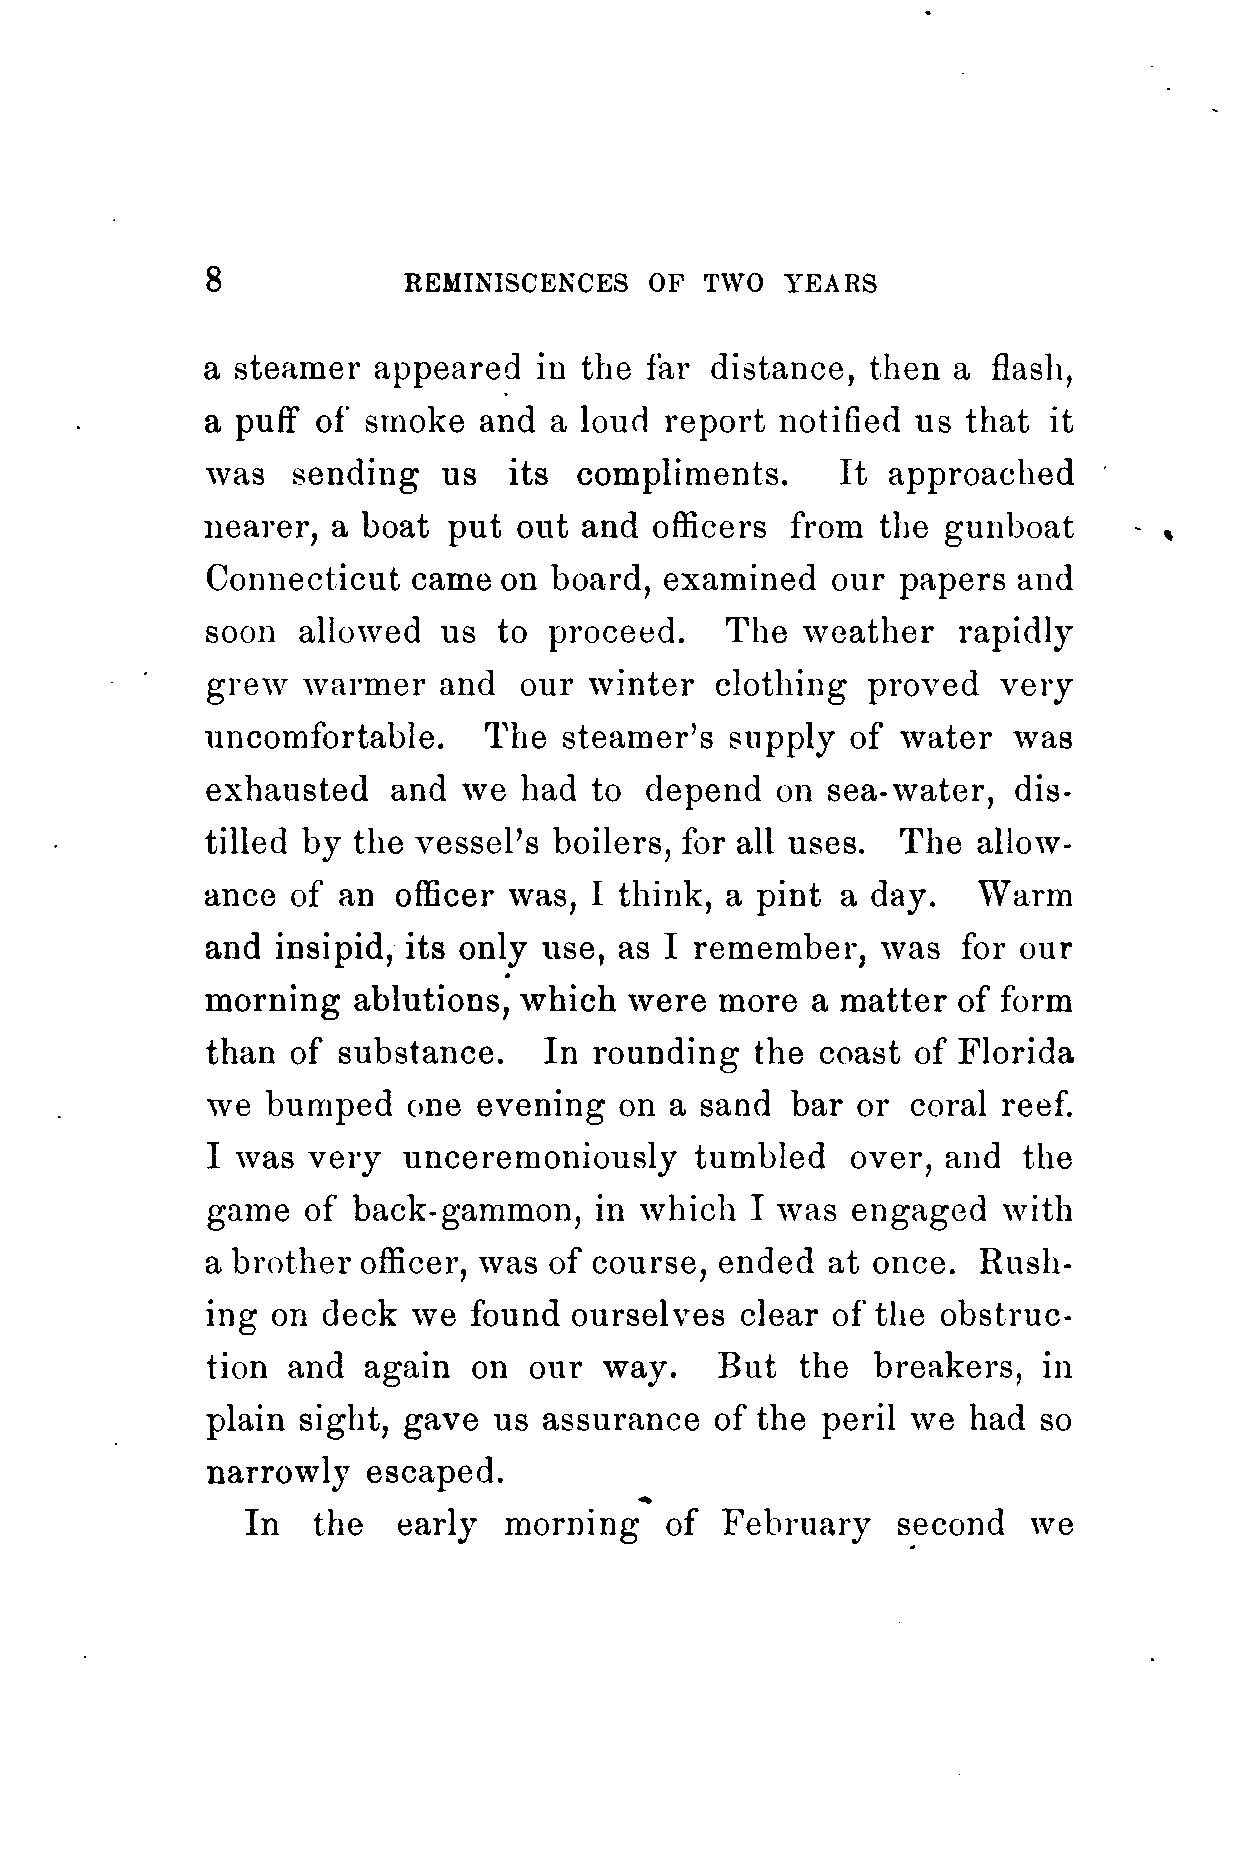 8 REMINISCENCES OF TWO YEARS
a steamer appeared in the far distance, then a flash,
a puff of smoke and a loud report notified us that it
was sending us its compliments. It approached
nearer, a boat put out and officers from the gunboat
Connecticut came on board, examined our papers and
soon allowed us to proceed. The weather rapidly
grew warmer and our winter clothing proved very
uncomfortable. The steamer's supply of water was
exhausted and we had to depend on sea-water, dis-
tilled by the vessel's boilers, for all uses. The allow-
ance of an officer was, I think, a pint a day. Warm
and insipid, its only use, as I remember, was for our
morning ablutions, which were more a matter of form
than of substance. In rounding the coast of Florida
we bumped one evening on a sand bar or coral reef.
I was very unceremoniously tumbled over, and the
game of back-gammon, in which I was engaged with
a brother officer, was of course, ended at once. Rush-
ing on deck we found ourselves clear of the obstruc-
tion and again on our way. But the breakers, in
plain sight, gave us assurance of the peril we had so
narrowly escaped.
In the early morning of February second we